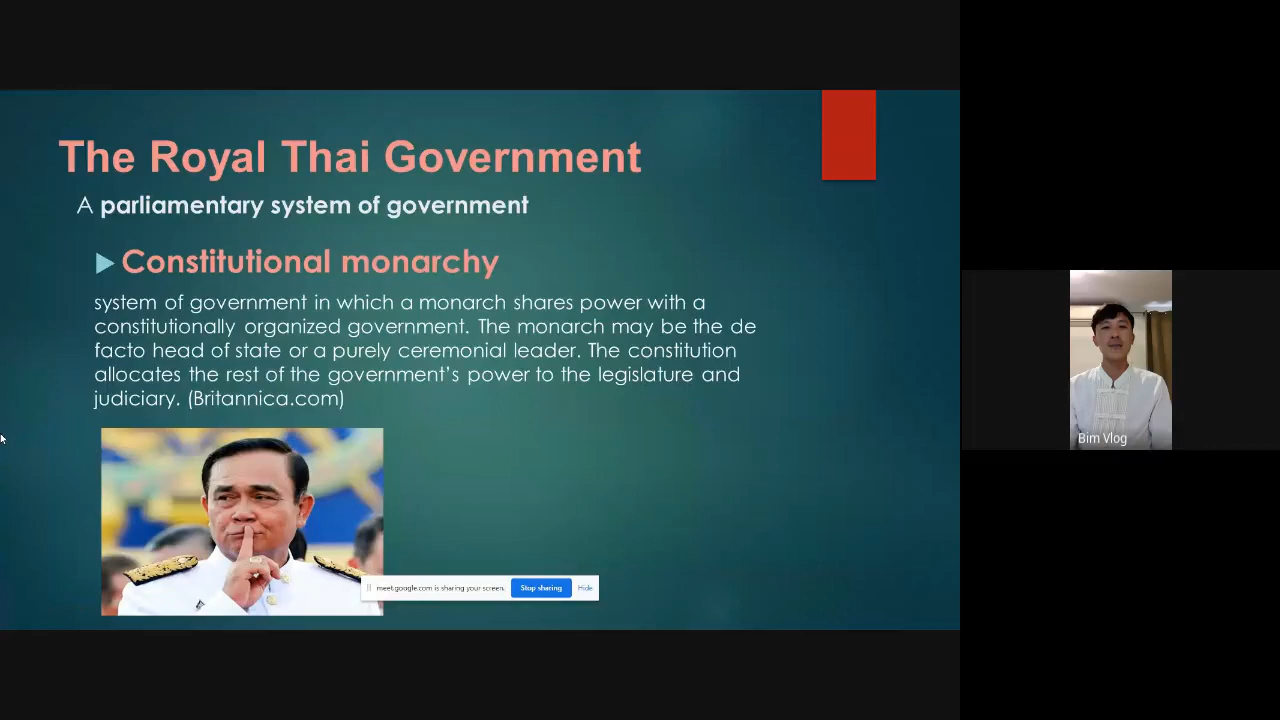 The Royal Thai Government
A parliamentary system of government
Constitutional monarchy
system of government in which a monarch shares power with a
constitutionally organized government. The monarch may be the de
facto head of state or a purely ceremonial leader. The constitution
allocates the rest of the government's power to the legislature and
judiciary. (Britannica.com)
meet.google.com is sharing your screen. Stop sharing Hide
Bim Vlog